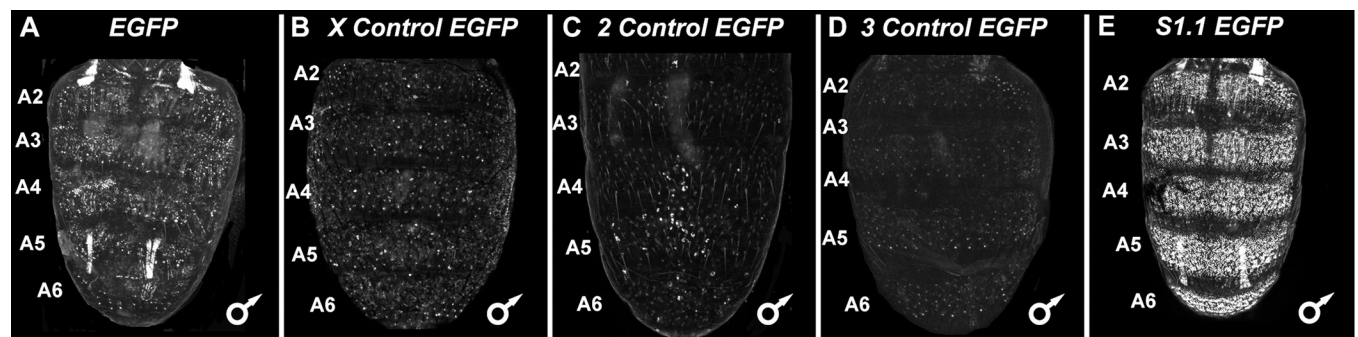 A EGFP
A2
A3
A4
A5
A6
B X Control EGFP
A2
A3
A4
A5
A6
C 2 Control EGFP
A2
A3
A4
A5
A6
D 3 Control EGFP
A2
A3
A4
A5
A6
E S1.1 EGFP
A2
A3
A4
A5
A6